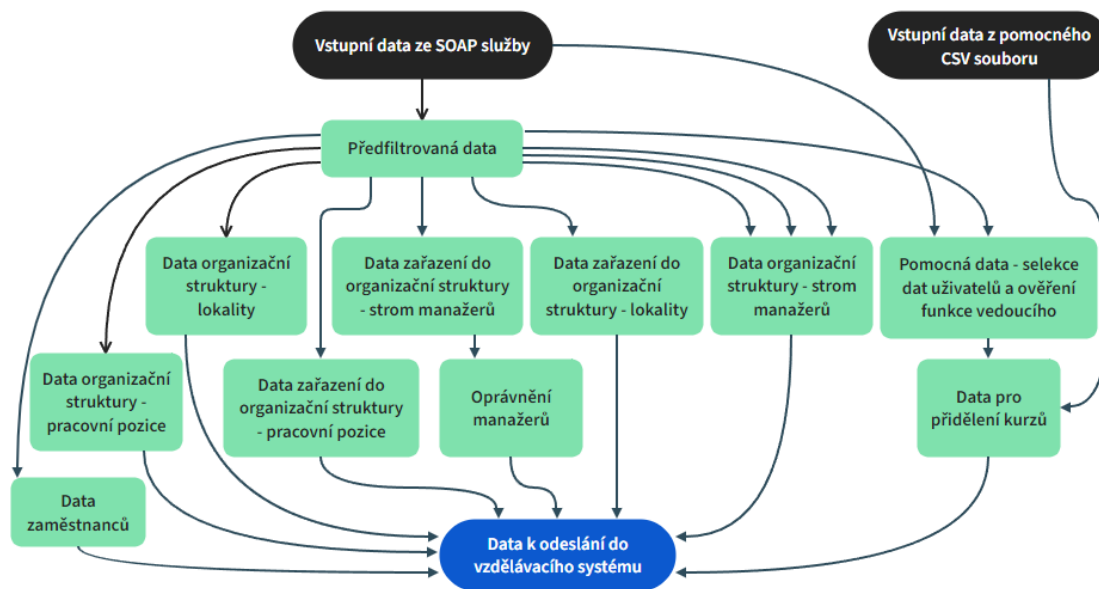 Vstupní data ze SOAP služby
Vstupní data z pomocného
CSV souboru
Předfiltrovaná data
Data organizační
struktury -
lokality
Data zařazení do
organizační struktury
- strom manažerů
Data zařazení do
organizační
struktury - lokality
Data organizační
struktury - strom
manažerů
Pomocná data - selekce
dat uživatelů a ověření
funkce vedoucího
Data organizační
struktury -
pracovní pozice
Data zařazení do
organizační struktury
- pracovní pozice
Oprávnění
manažerů
Data pro
přidělení kurzů
Data
zaměstnanců
Data k odeslání do
vzdělávacího systému